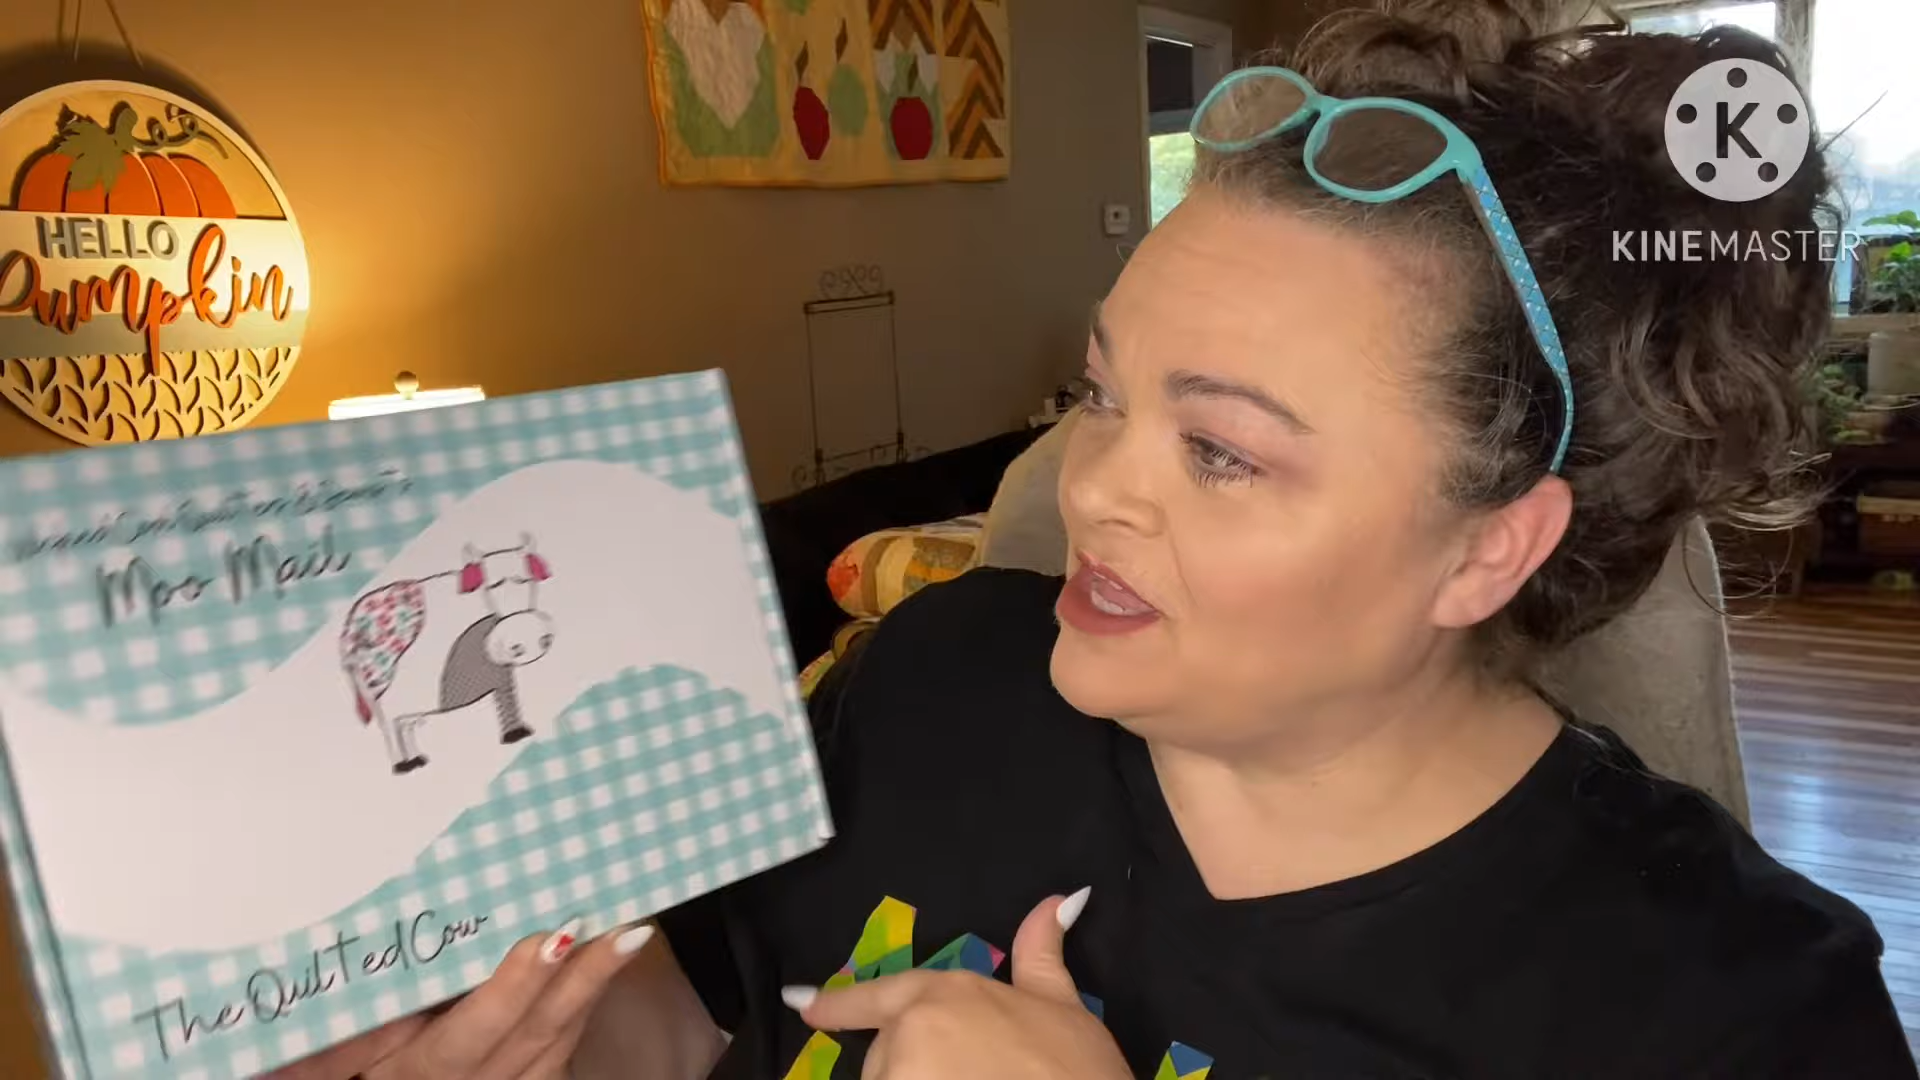 HELLO
Pumpkin
Moo Mail
The Quilted Cow
K
KINEMASTER